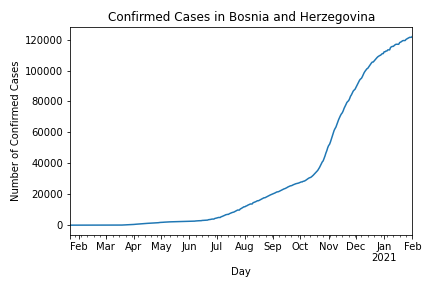 Confirmed Cases in Bosnia and Herzegovina
Number of Confirmed Cases
120000
100000
80000
60000
40000
20000
0
Feb Mar Apr May Jun Jul Aug Sep Oct Nov Dec Jan Feb
2021
Day